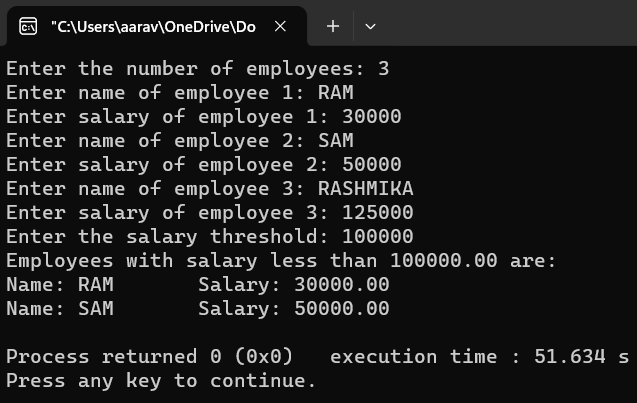 "C:\Users\aarav\OneDrive\Do
Enter the number of employees: 3
Enter name of employee 1: RAM
Enter salary of employee 1: 30000
Enter name of employee 2: SAM
Enter salary of employee 2: 50000
Enter name of employee 3: RASHMIKA
Enter salary of employee 3: 125000
Enter the salary threshold: 100000
Employees with salary less than 100000.00 are:
Name: RAM       Salary: 30000.00
Name: SAM       Salary: 50000.00
Process returned 0 (0x0)   execution time : 51.634 s
Press any key to continue.